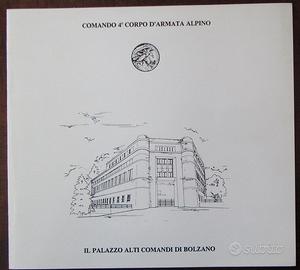 COMANDO 4° CORPO D'ARMATA ALPINO
IL PALAZZO ALTI COMANDI DI BOLZANO
subito